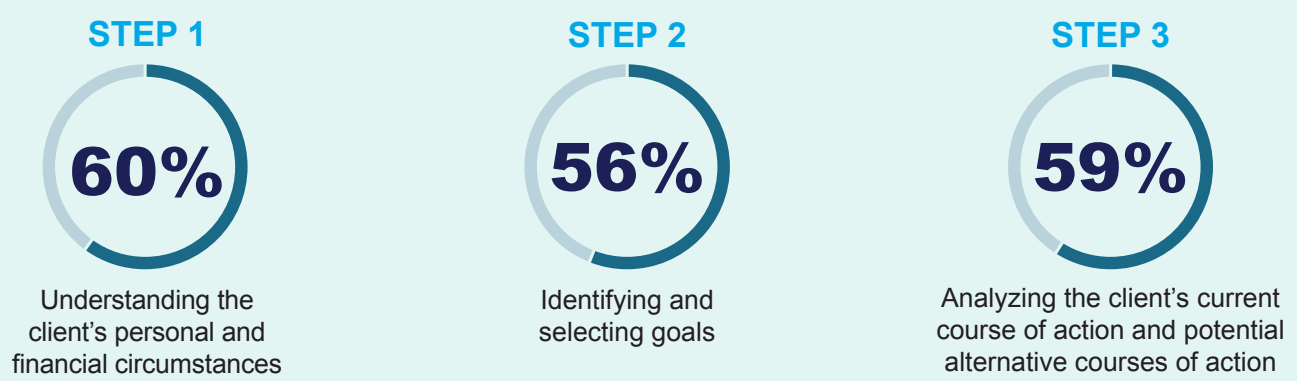 STEP 1
60%
Understanding the
client’s personal and
financial circumstances
STEP 2
56%
Identifying and
selecting goals
STEP 3
59%
Analyzing the client’s current
course of action and potential
alternative courses of action